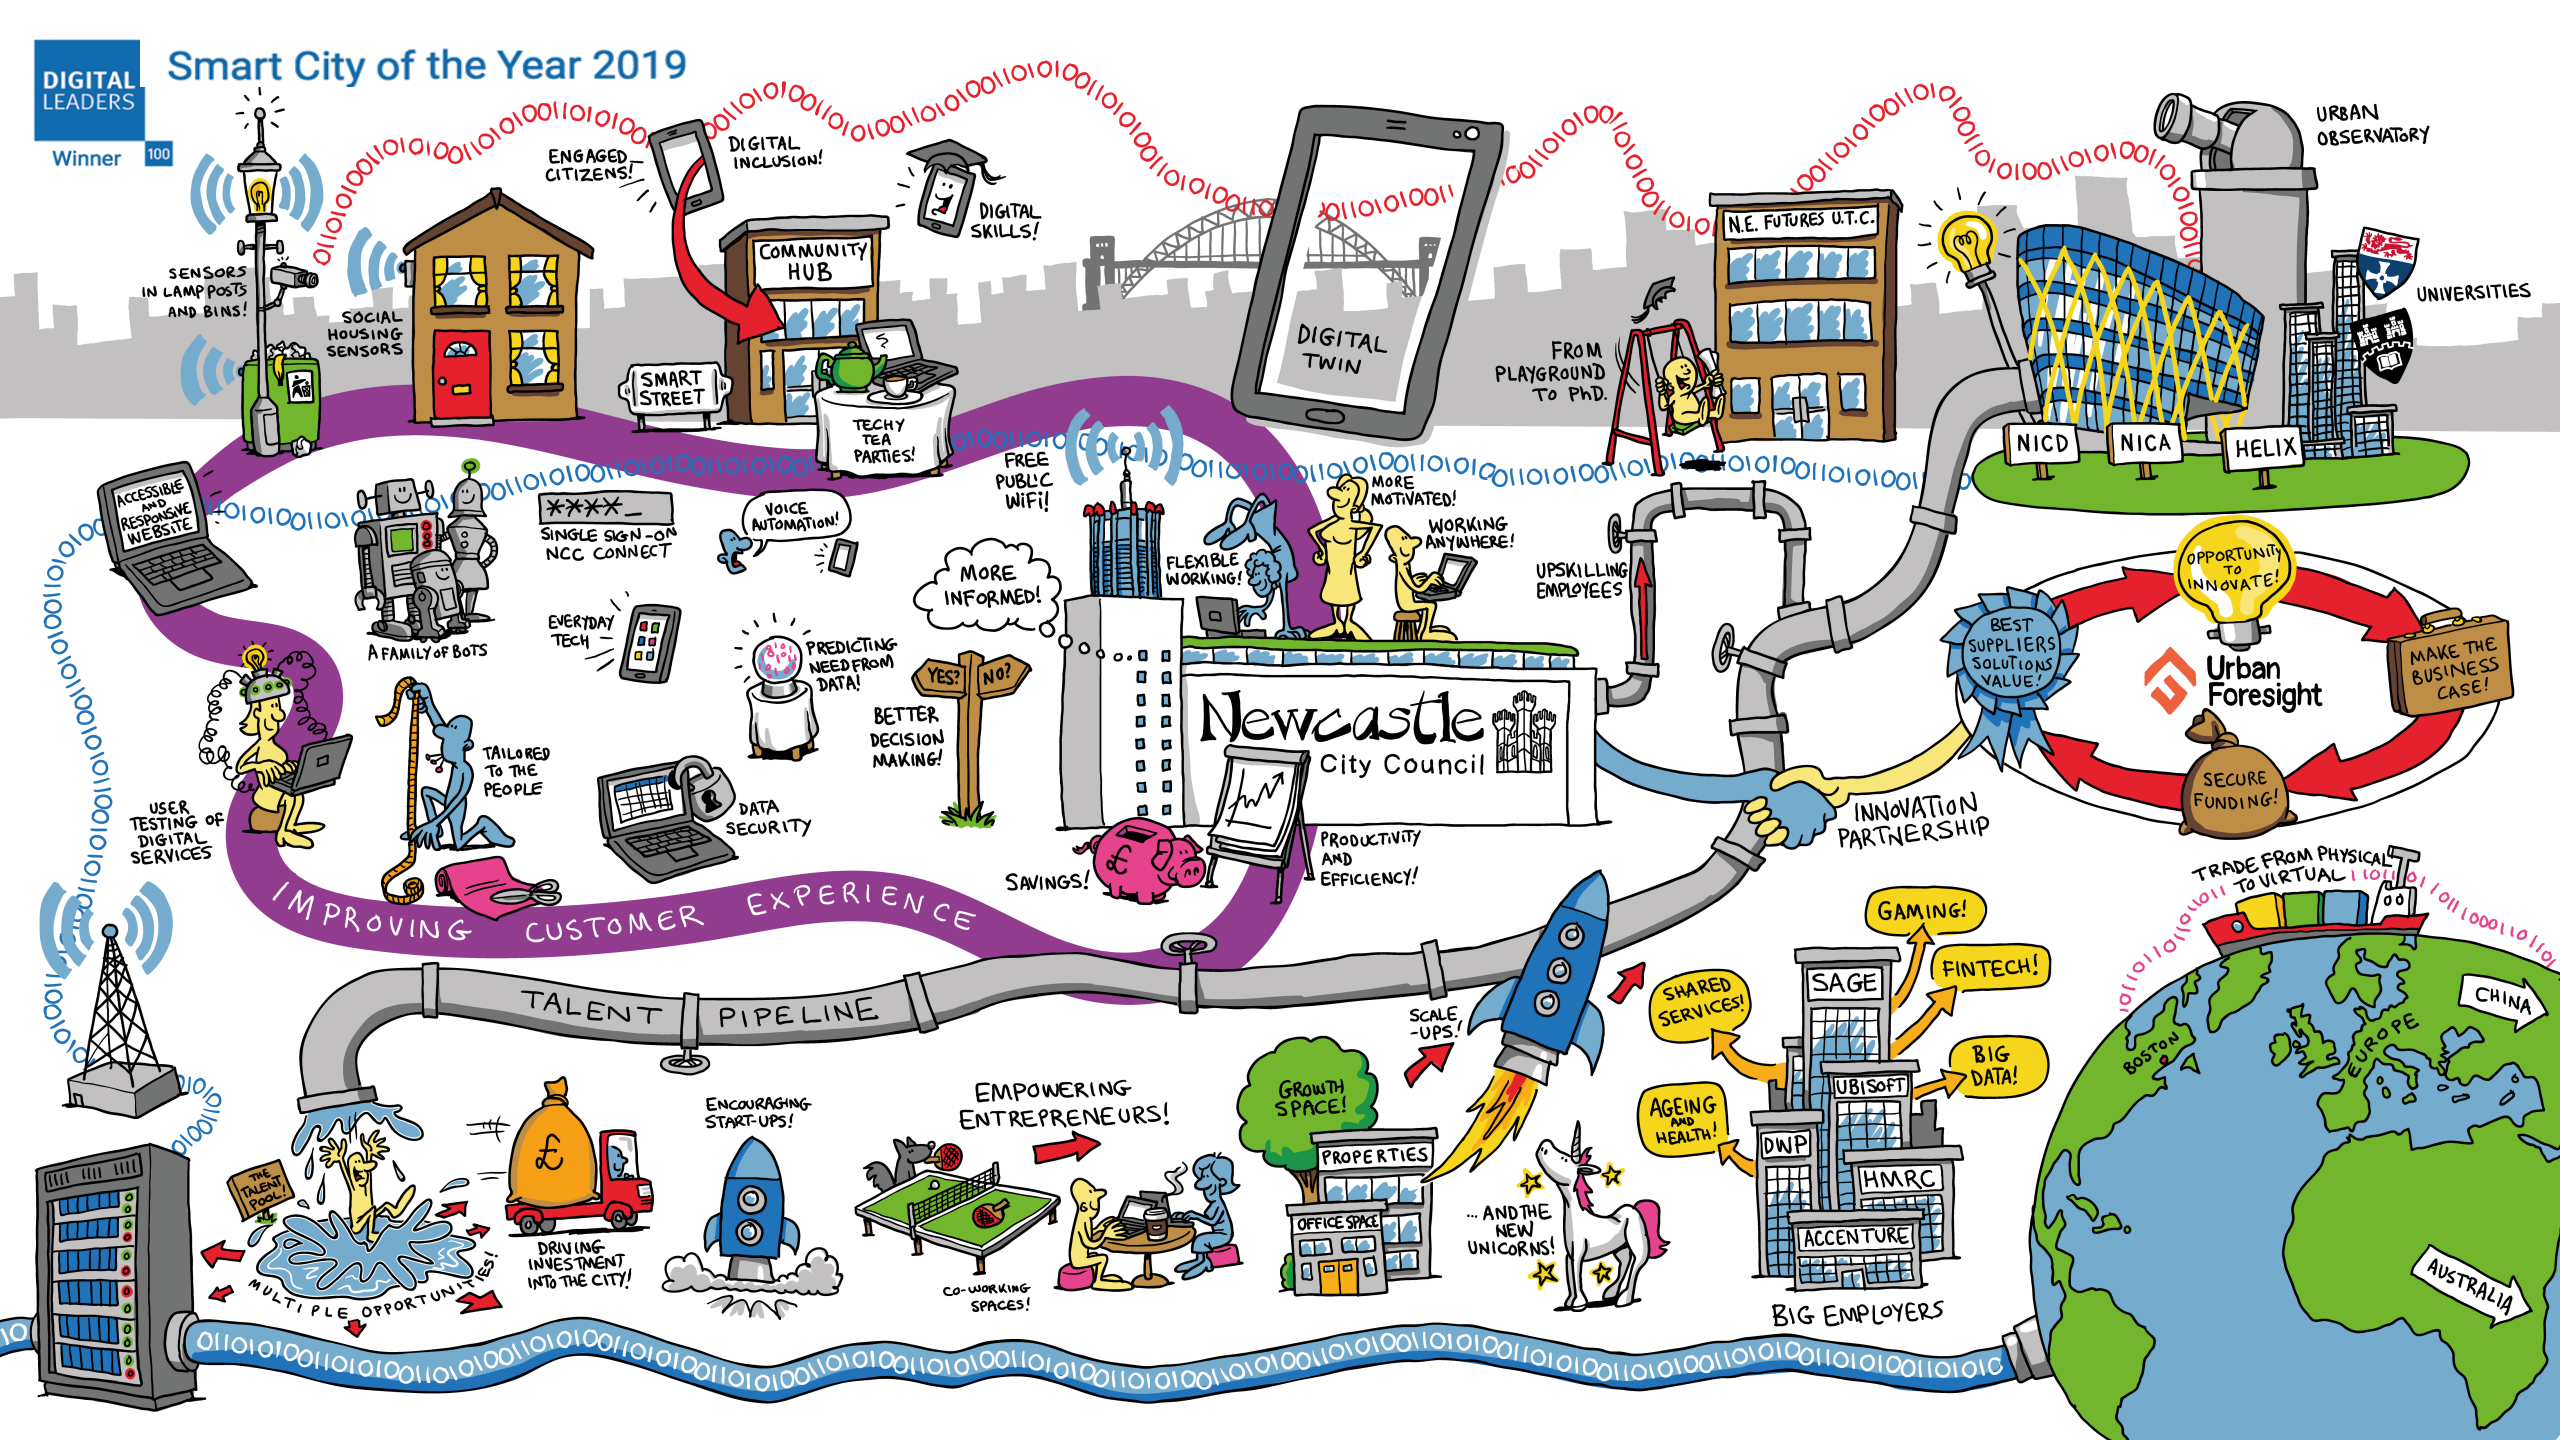 DIGITAL
LEADERS
Winner
100
Smart City of the Year 2019
ENGAGED
CITIZENS!
DIGITAL
INCLUSION!
DIGITAL
SKILLS!
URBAN
OBSERVATORY
SENSORS
IN LAMP POSTS
AND BINS!
SOCIAL
HOUSING
SENSORS
COMMUNITY
HUB
?
SMART
STREET
TECHY
TEA
PARTIES!
DIGITAL
TWIN
FROM
PLAYGROUND
TO PhD.
N.E. FUTURES U.T.C.
UNIVERSITIES
NICD
NICA
HELIX
ACCESSIBLE
AND
RESPONSIVE
WEBSITE
A FAMILY OF BOTS
****_
SINGLE SIGN-ON
NCC CONNECT
VOICE
AUTOMATION!
FREE
PUBLIC
WiFi!
FLEXIBLE
WORKING!
MORE
MOTIVATED!
WORKING
ANYWHERE!
UPSKILLING
EMPLOYEES
EVERYDAY
TECH
PREDICTING
NEED FROM
DATA!
MORE
INFORMED!
YES?
NO?
BETTER
DECISION
MAKING!
Newcastle
City Council
BEST
SUPPLIERS
SOLUTIONS
VALUE!
OPPORTUNITY
TO
INNOVATE!
MAKE THE
BUSINESS
CASE!
SECURE
FUNDING!
Urban
Foresight
INNOVATION
PARTNERSHIP
USER
TESTING OF
DIGITAL
SERVICES
TAILORED
TO THE
PEOPLE
DATA
SECURITY
SAVINGS!
£
PRODUCTIVITY
AND
EFFICIENCY!
IMPROVING CUSTOMER EXPERIENCE
TALENT PIPELINE
THE
TALENT
POOL!
MULTIPLE OPPORTUNITIES!
£
DRIVING
INVESTMENT
INTO THE CITY!
ENCOURAGING
START-UPS!
EMPOWERING
ENTREPRENEURS!
CO-WORKING
SPACES!
GROWTH
SPACE!
PROPERTIES
OFFICE SPACE
SCALE
-UPS!
... AND THE
NEW
UNICORNS!
SHARED
SERVICES!
AGEING
AND
HEALTH!
GAMING!
FINTECH!
BIG
DATA!
SAGE
UBISOFT
DWP
HMRC
ACCENTURE
BIG EMPLOYERS
TRADE FROM PHYSICAL
TO VIRTUAL
BOSTON
EUROPE
CHINA
AUSTRALIA